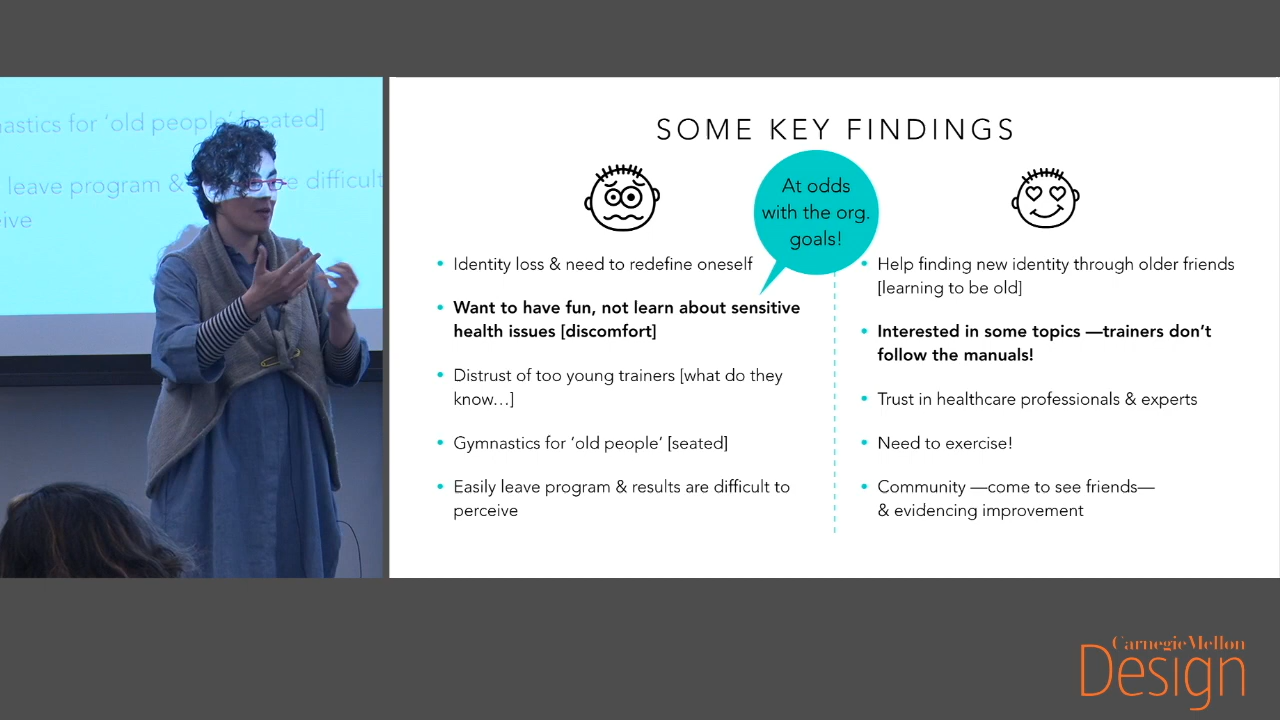 nastics for ‘old people’ [seated]
leave program & re difficult
eive
SOME KEY FINDINGS
At odds
with the org.
goals!
• Identity loss & need to redefine oneself
• Want to have fun, not learn about sensitive
health issues [discomfort]
• Distrust of too young trainers [what do they
know…]
• Gymnastics for ‘old people’ [seated]
• Easily leave program & results are difficult to
perceive
• Help finding new identity through older friends
[learning to be old]
• Interested in some topics —trainers don’t
follow the manuals!
• Trust in healthcare professionals & experts
• Need to exercise!
• Community —come to see friends—
& evidencing improvement
Carnegie Mellon
Design